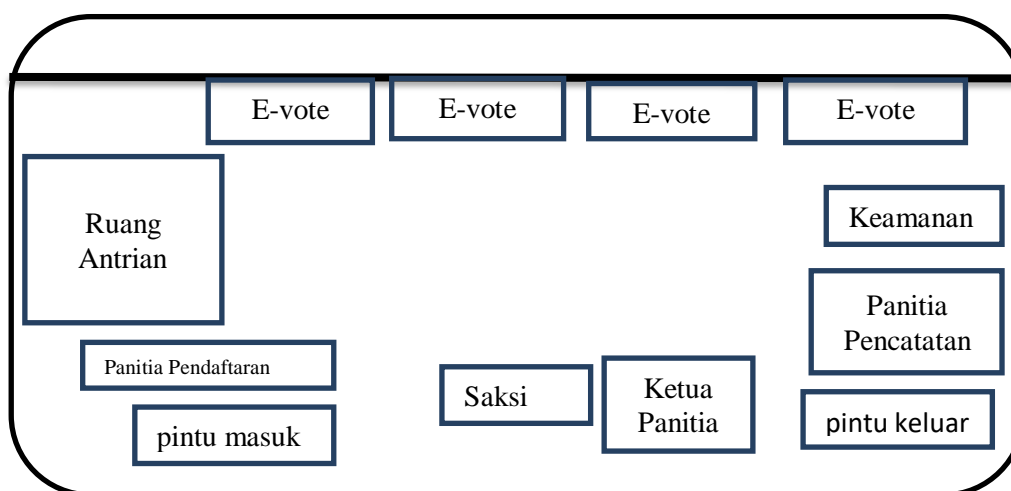 E-vote
E-vote
E-vote
E-vote
Ruang
Antrian
Keamanan
Panitia
Pencatatan
Panitia Pendaftaran
Saksi
Ketua
Panitia
pintu masuk
pintu keluar